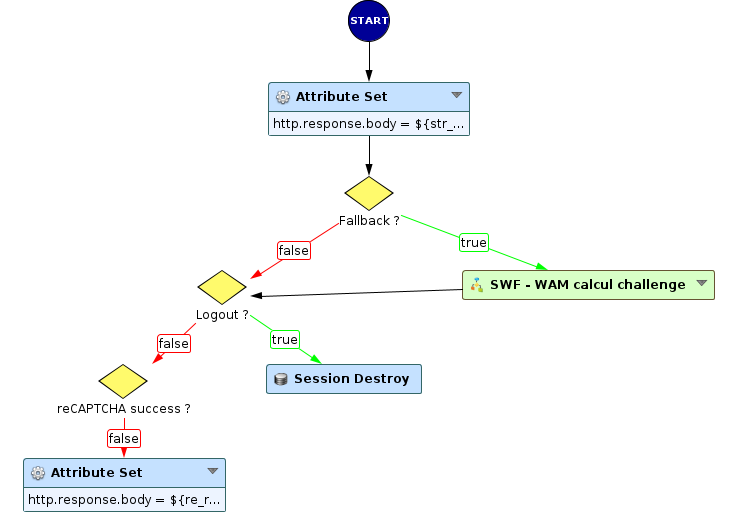 START
Attribute Set
http.response.body = ${str_...
Fallback ?
false
true
SWF - WAM calcul challenge
Logout ?
false
true
Session Destroy
reCAPTCHA success ?
false
Attribute Set
http.response.body = ${re_r...